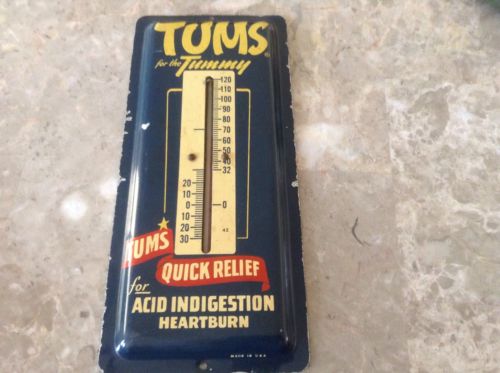 TUMS
for the Tummy
120
110
100
90
80
70
60
50
40
32
20
10
0 0
10
20 42
30
TUMS
QUICK RELIEF
for
ACID INDIGESTION
HEARTBURN
MADE IN U.S.A.